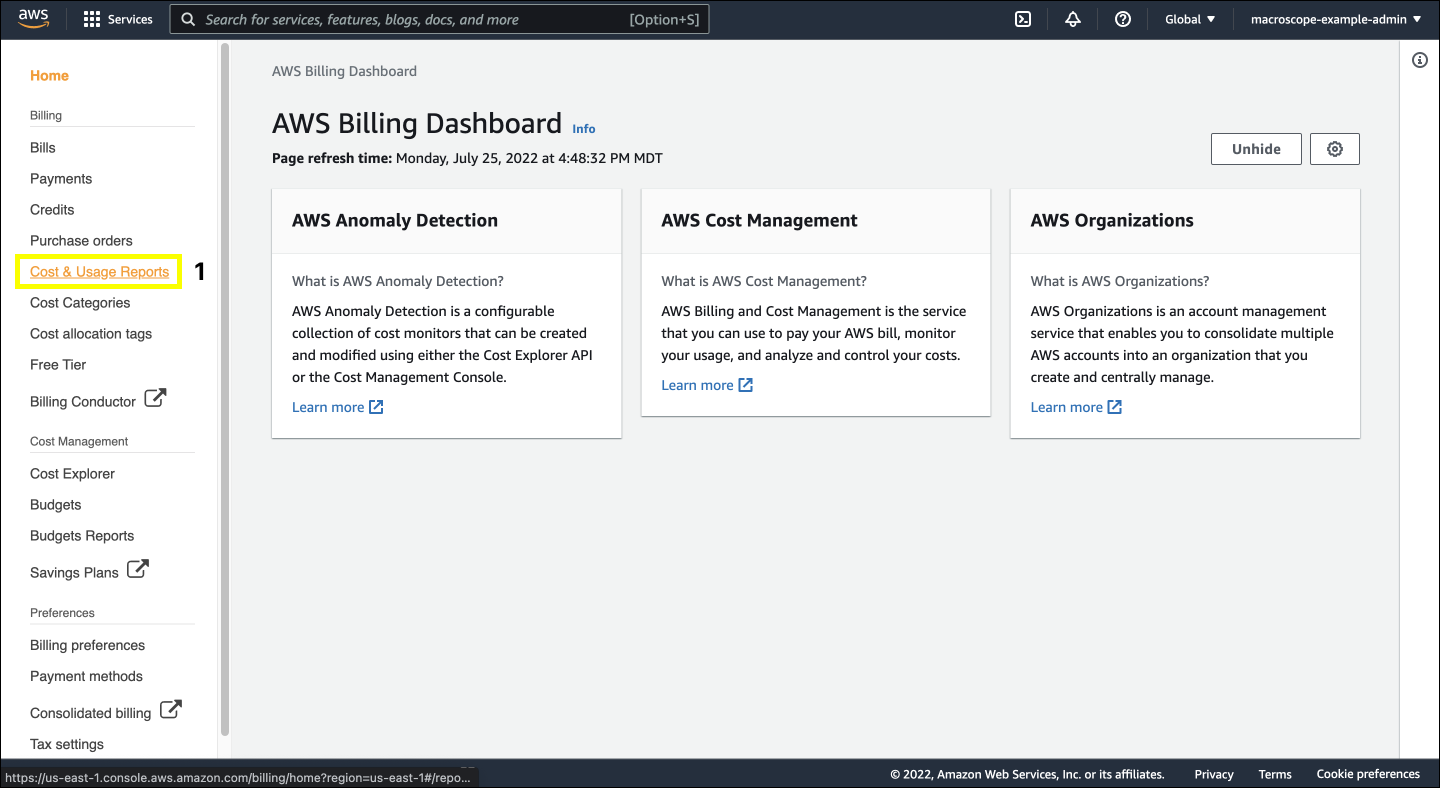 aws
Services
Search for services, features, blogs, docs, and more [Option+S]
Global
macroscope-example-admin
Home
Billing
Bills
Payments
Credits
Purchase orders
Cost & Usage Reports
1
Cost Categories
Cost allocation tags
Free Tier
Billing Conductor
Cost Management
Cost Explorer
Budgets
Budgets Reports
Savings Plans
Preferences
Billing preferences
Payment methods
Consolidated billing
Tax settings
AWS Billing Dashboard
AWS Billing Dashboard Info
Page refresh time: Monday, July 25, 2022 at 4:48:32 PM MDT
Unhide
AWS Anomaly Detection
What is AWS Anomaly Detection?
AWS Anomaly Detection is a configurable
collection of cost monitors that can be created
and modified using either the Cost Explorer API
or the Cost Management Console.
Learn more
AWS Cost Management
What is AWS Cost Management?
AWS Billing and Cost Management is the service
that you can use to pay your AWS bill, monitor
your usage, and analyze and control your costs.
Learn more
AWS Organizations
What is AWS Organizations?
AWS Organizations is an account management
service that enables you to consolidate multiple
AWS accounts into an organization that you
create and centrally manage.
Learn more
https://us-east-1.console.aws.amazon.com/billing/home?region=us-east-1#/repo...
© 2022, Amazon Web Services, Inc. or its affiliates.
Privacy
Terms
Cookie preferences